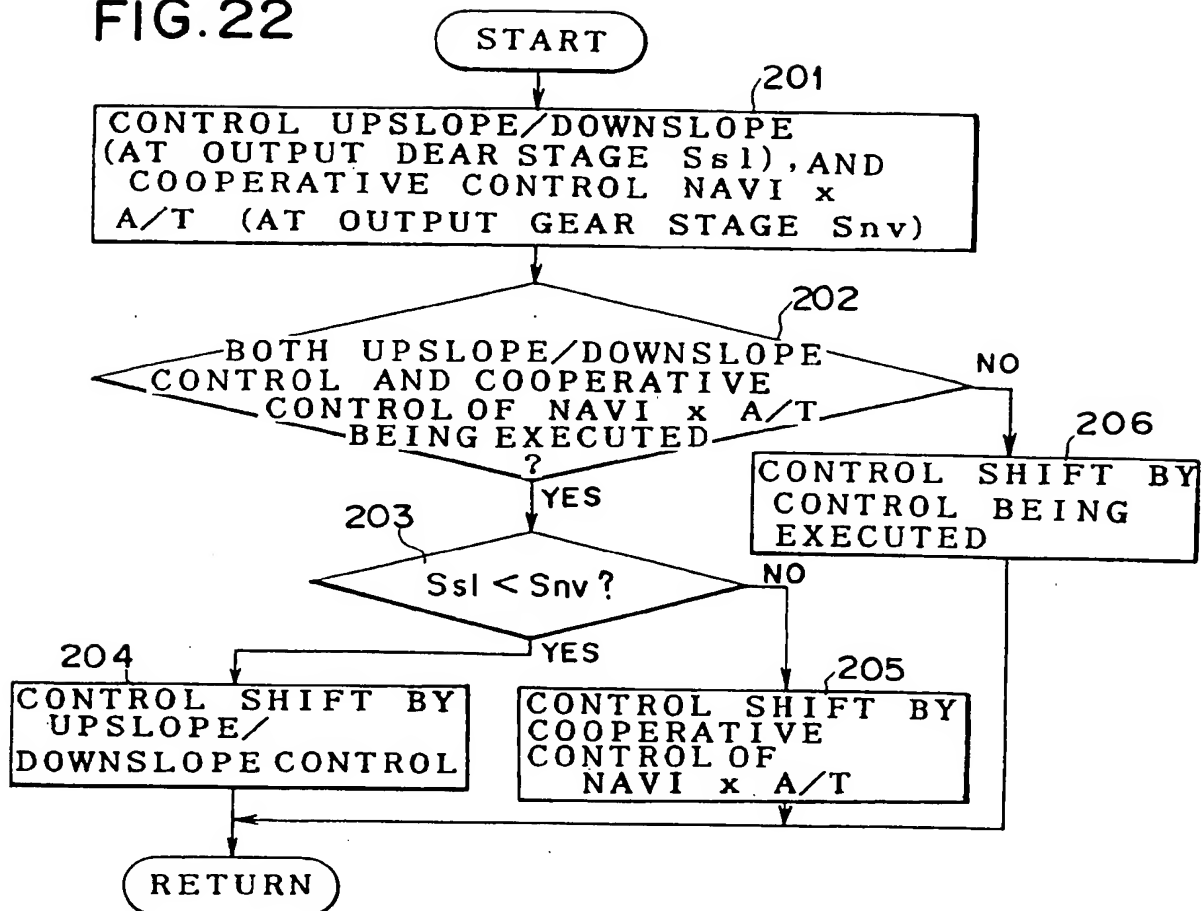 FIG.22
START
201
CONTROL UPSLOPE/DOWNSLOPE
(AT OUTPUT DEAR STAGE Ssl), AND
COOPERATIVE CONTROL NAVI x
A/T (AT OUTPUT GEAR STAGE Snv)
202
BOTH UPSLOPE/DOWNSLOPE
CONTROL AND COOPERATIVE
CONTROL OF NAVI x A/T
BEING EXECUTED
?
NO
YES
206
CONTROL SHIFT BY
CONTROL BEING
EXECUTED
203
Ssl < Snv ?
NO
YES
204
CONTROL SHIFT BY
UPSLOPE/
DOWNSLOPE CONTROL
205
CONTROL SHIFT BY
COOPERATIVE
CONTROL OF
NAVI x A/T
RETURN